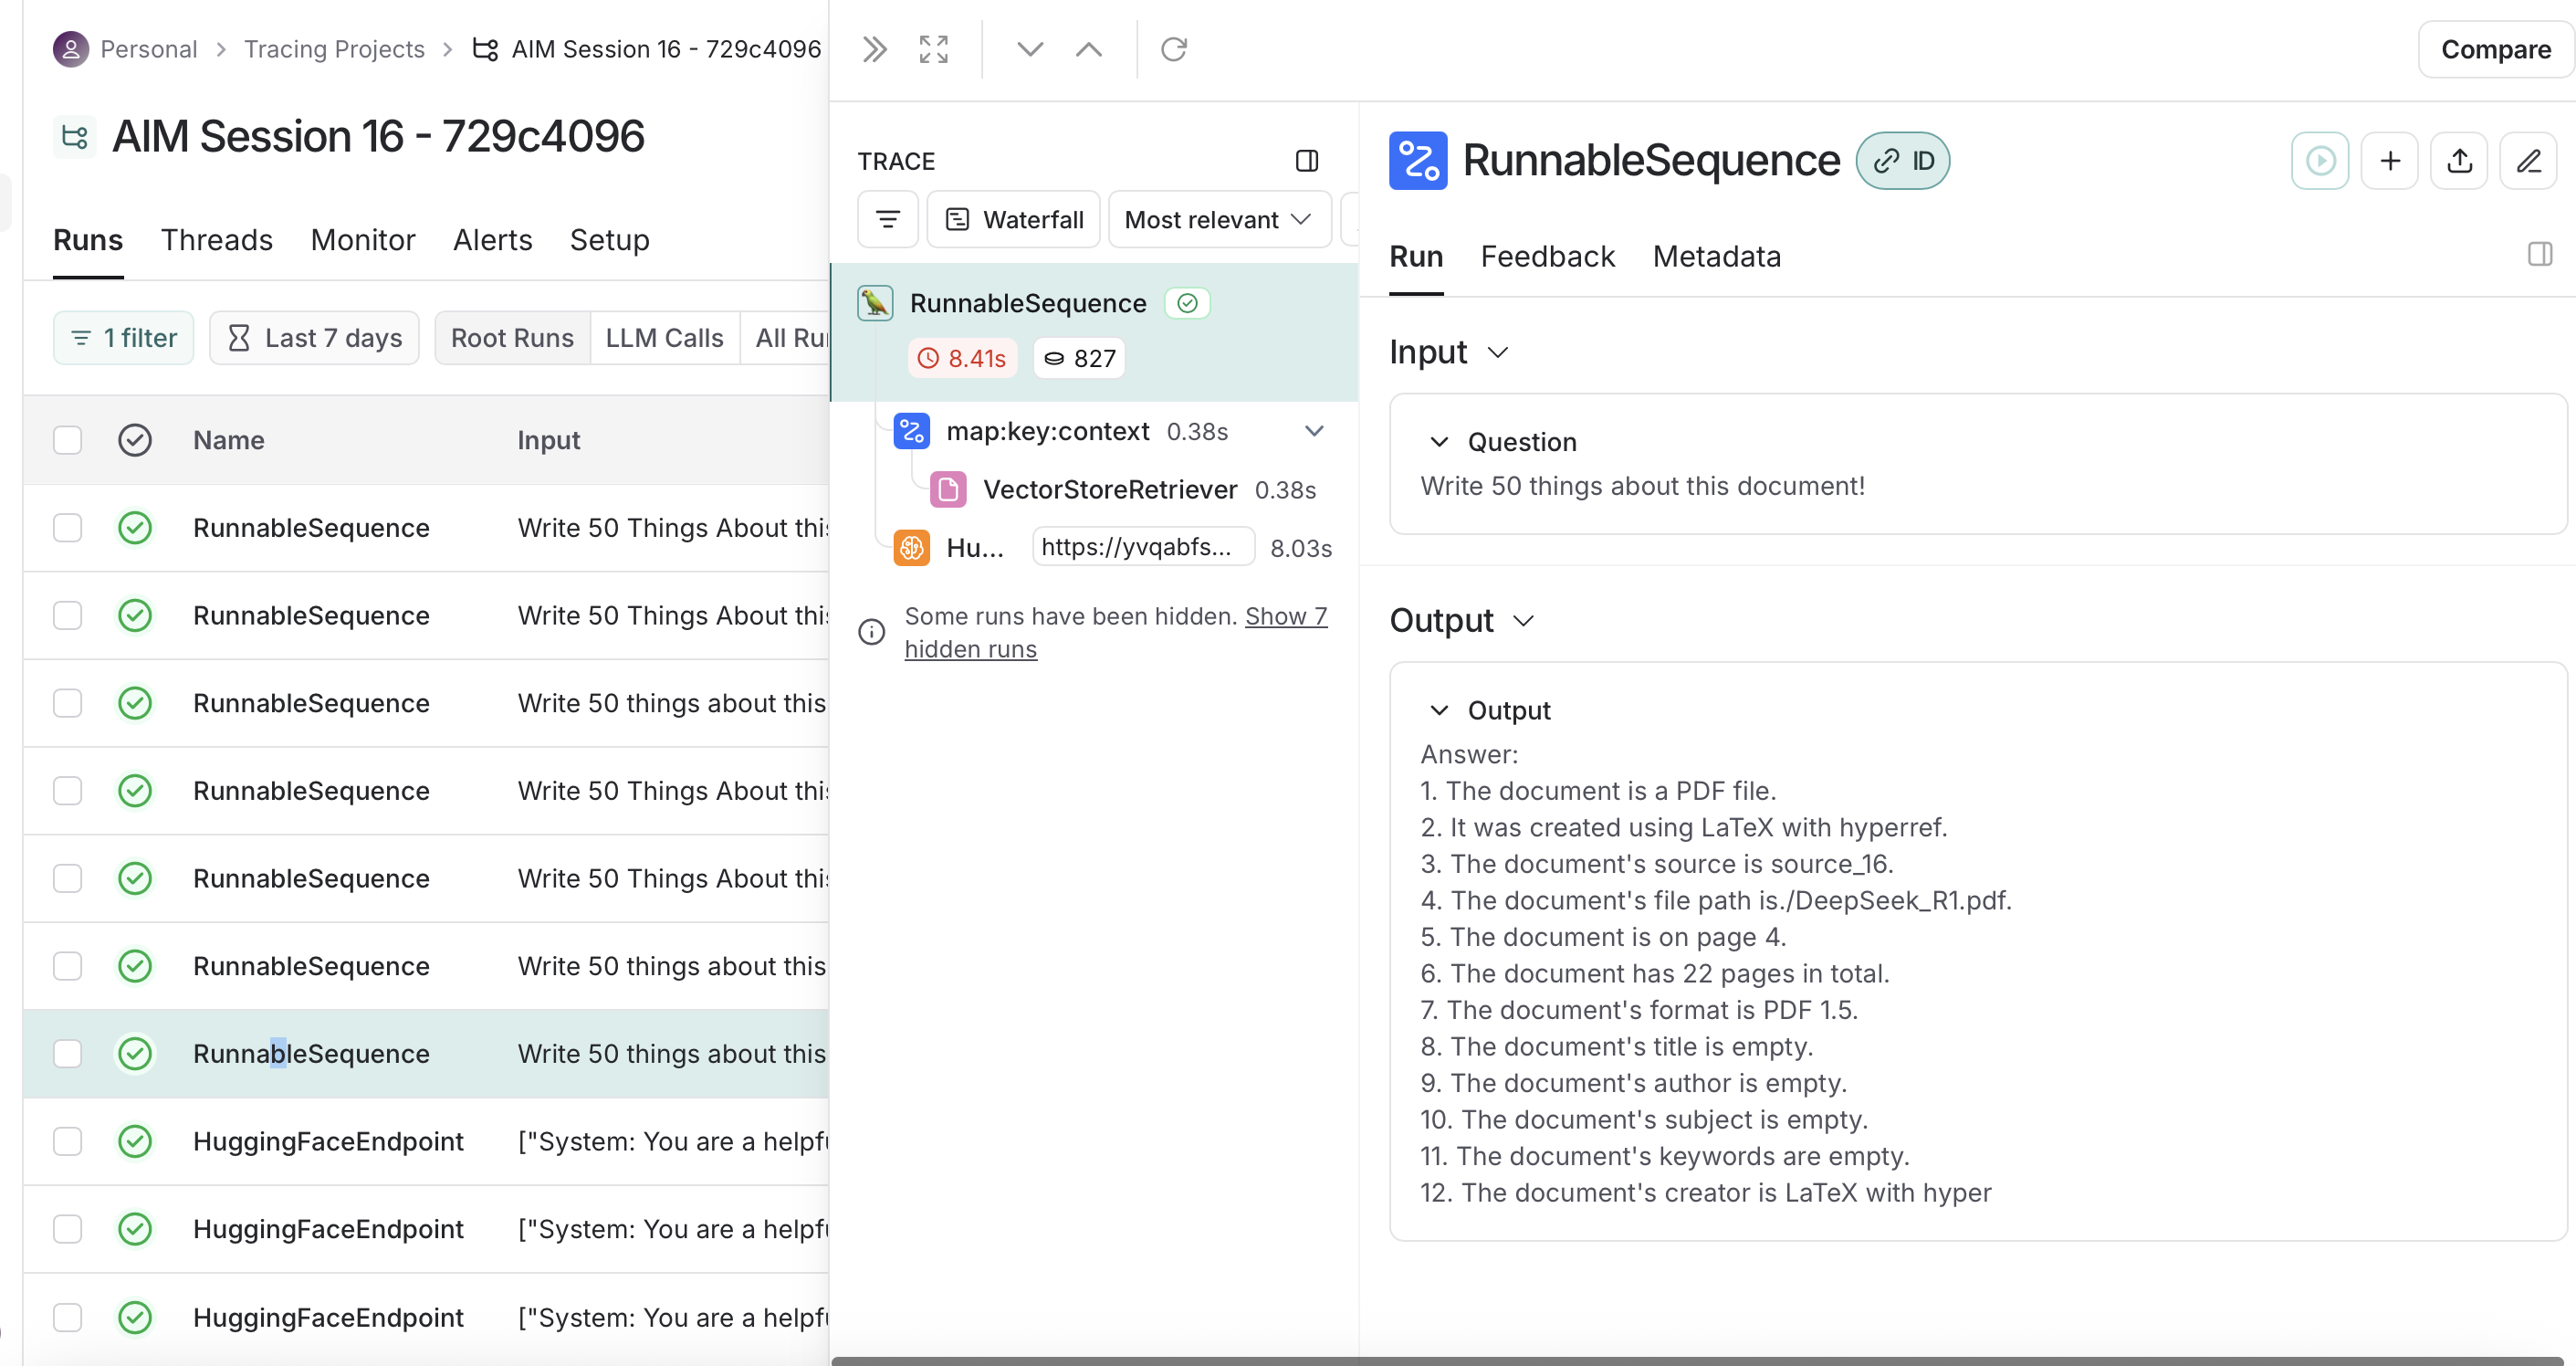 Personal > Tracing Projects > AIM Session 16 - 729c4096
AIM Session 16 - 729c4096
Runs Threads Monitor Alerts Setup
1 filter Last 7 days Root Runs LLM Calls All Ru
Name Input
RunnableSequence Write 50 Things About this
RunnableSequence Write 50 Things About this
RunnableSequence Write 50 things about this
RunnableSequence Write 50 Things About this
RunnableSequence Write 50 Things About this
RunnableSequence Write 50 things about this
RunnableSequence Write 50 things about this
HuggingFaceEndpoint ["System: You are a helpfu
HuggingFaceEndpoint ["System: You are a helpfu
HuggingFaceEndpoint ["System: You are a helpfu
TRACE
Waterfall Most relevant
RunnableSequence
8.41s 827
map:key:context 0.38s
VectorStoreRetriever 0.38s
Hu... https://yvqabfs... 8.03s
Some runs have been hidden. Show 7
hidden runs
Compare
RunnableSequence ID
Run Feedback Metadata
Input
Question
Write 50 things about this document!
Output
Output
Answer:
1. The document is a PDF file.
2. It was created using LaTeX with hyperref.
3. The document's source is source_16.
4. The document's file path is./DeepSeek_R1.pdf.
5. The document is on page 4.
6. The document has 22 pages in total.
7. The document's format is PDF 1.5.
8. The document's title is empty.
9. The document's author is empty.
10. The document's subject is empty.
11. The document's keywords are empty.
12. The document's creator is LaTeX with hyper